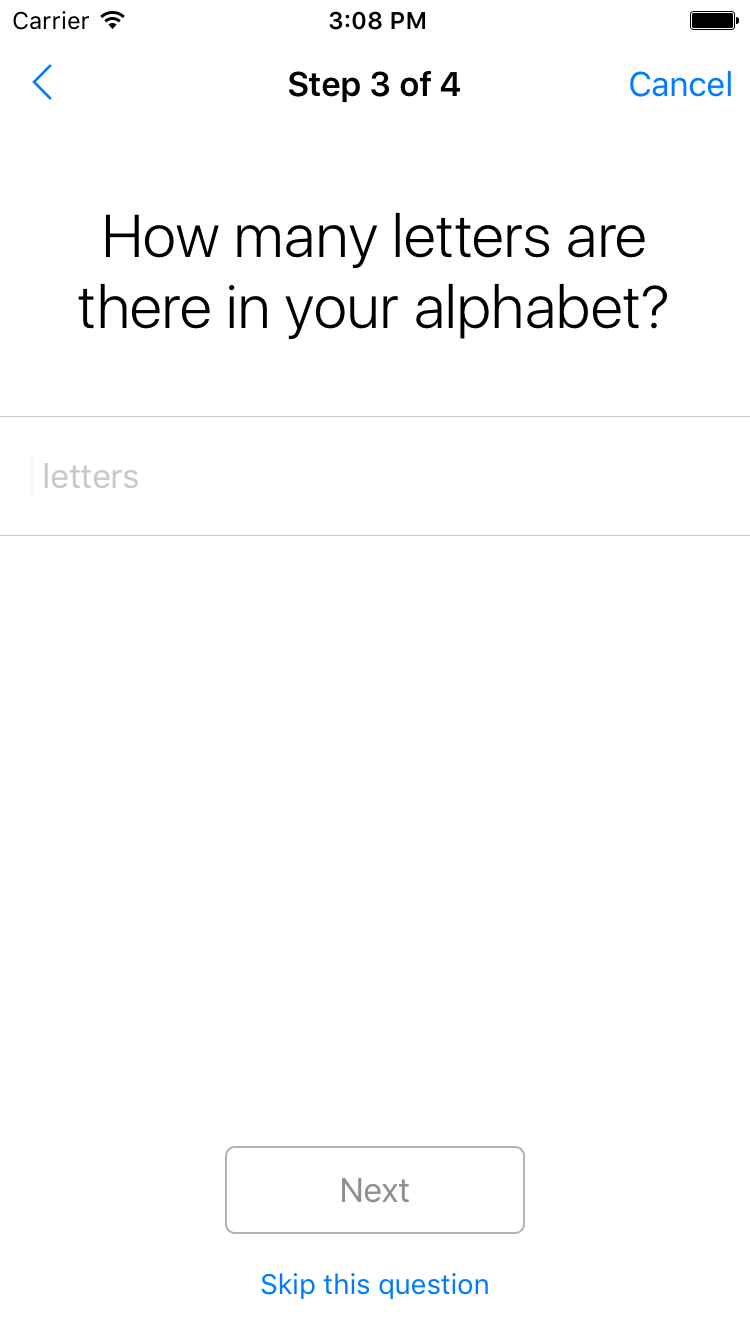 Carrier 3:08 PM
Step 3 of 4 Cancel
How many letters are
there in your alphabet?
letters
Next
Skip this question